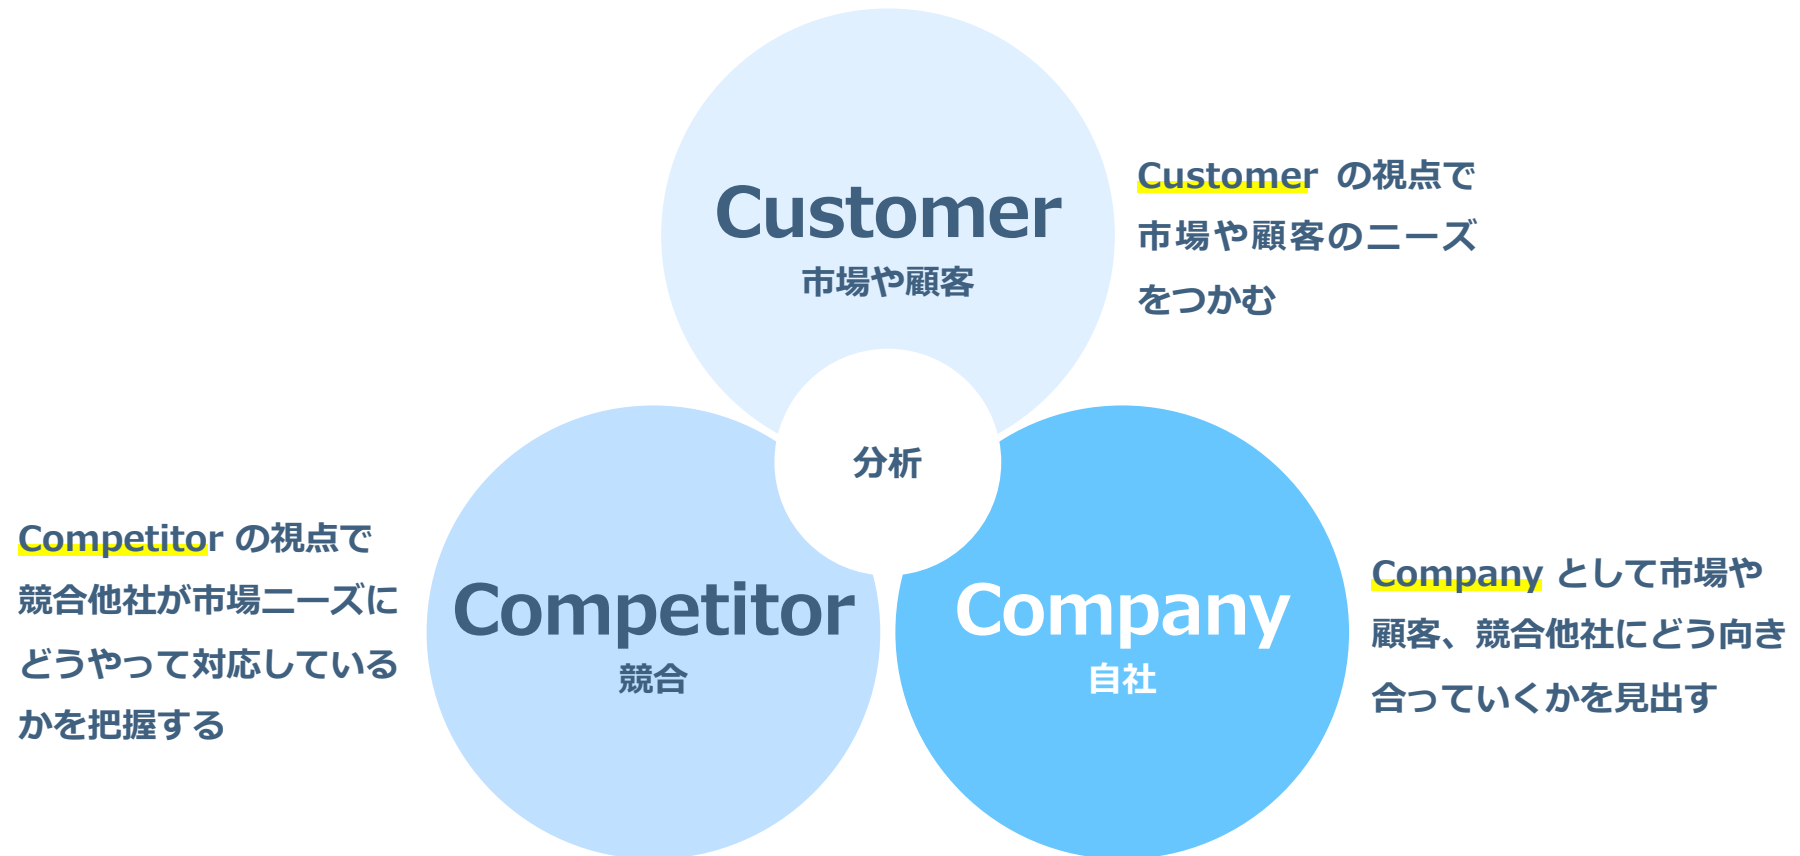 Customer
市場や顧客
Customer の視点で
市場や顧客のニーズ
をつかむ
分析
Competitor の視点で
競合他社が市場ニーズに
どうやって対応している
かを把握する
Competitor
競合
Company
自社
Company として市場や
顧客、競合他社にどう向き
合っていくかを見出す